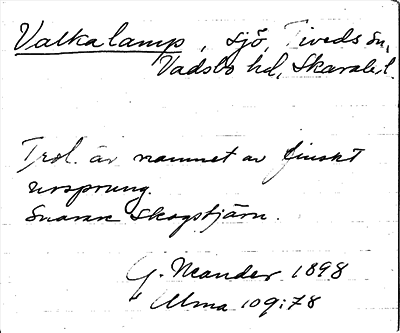 Valkalamp, sjö, Tiveds sn,
Vadsbo hd, Skarab.l.
Trol. är namnet av finskt
ursprung.
Snarare Skogstjärn.
G. Neander 1898
Alma 109:78